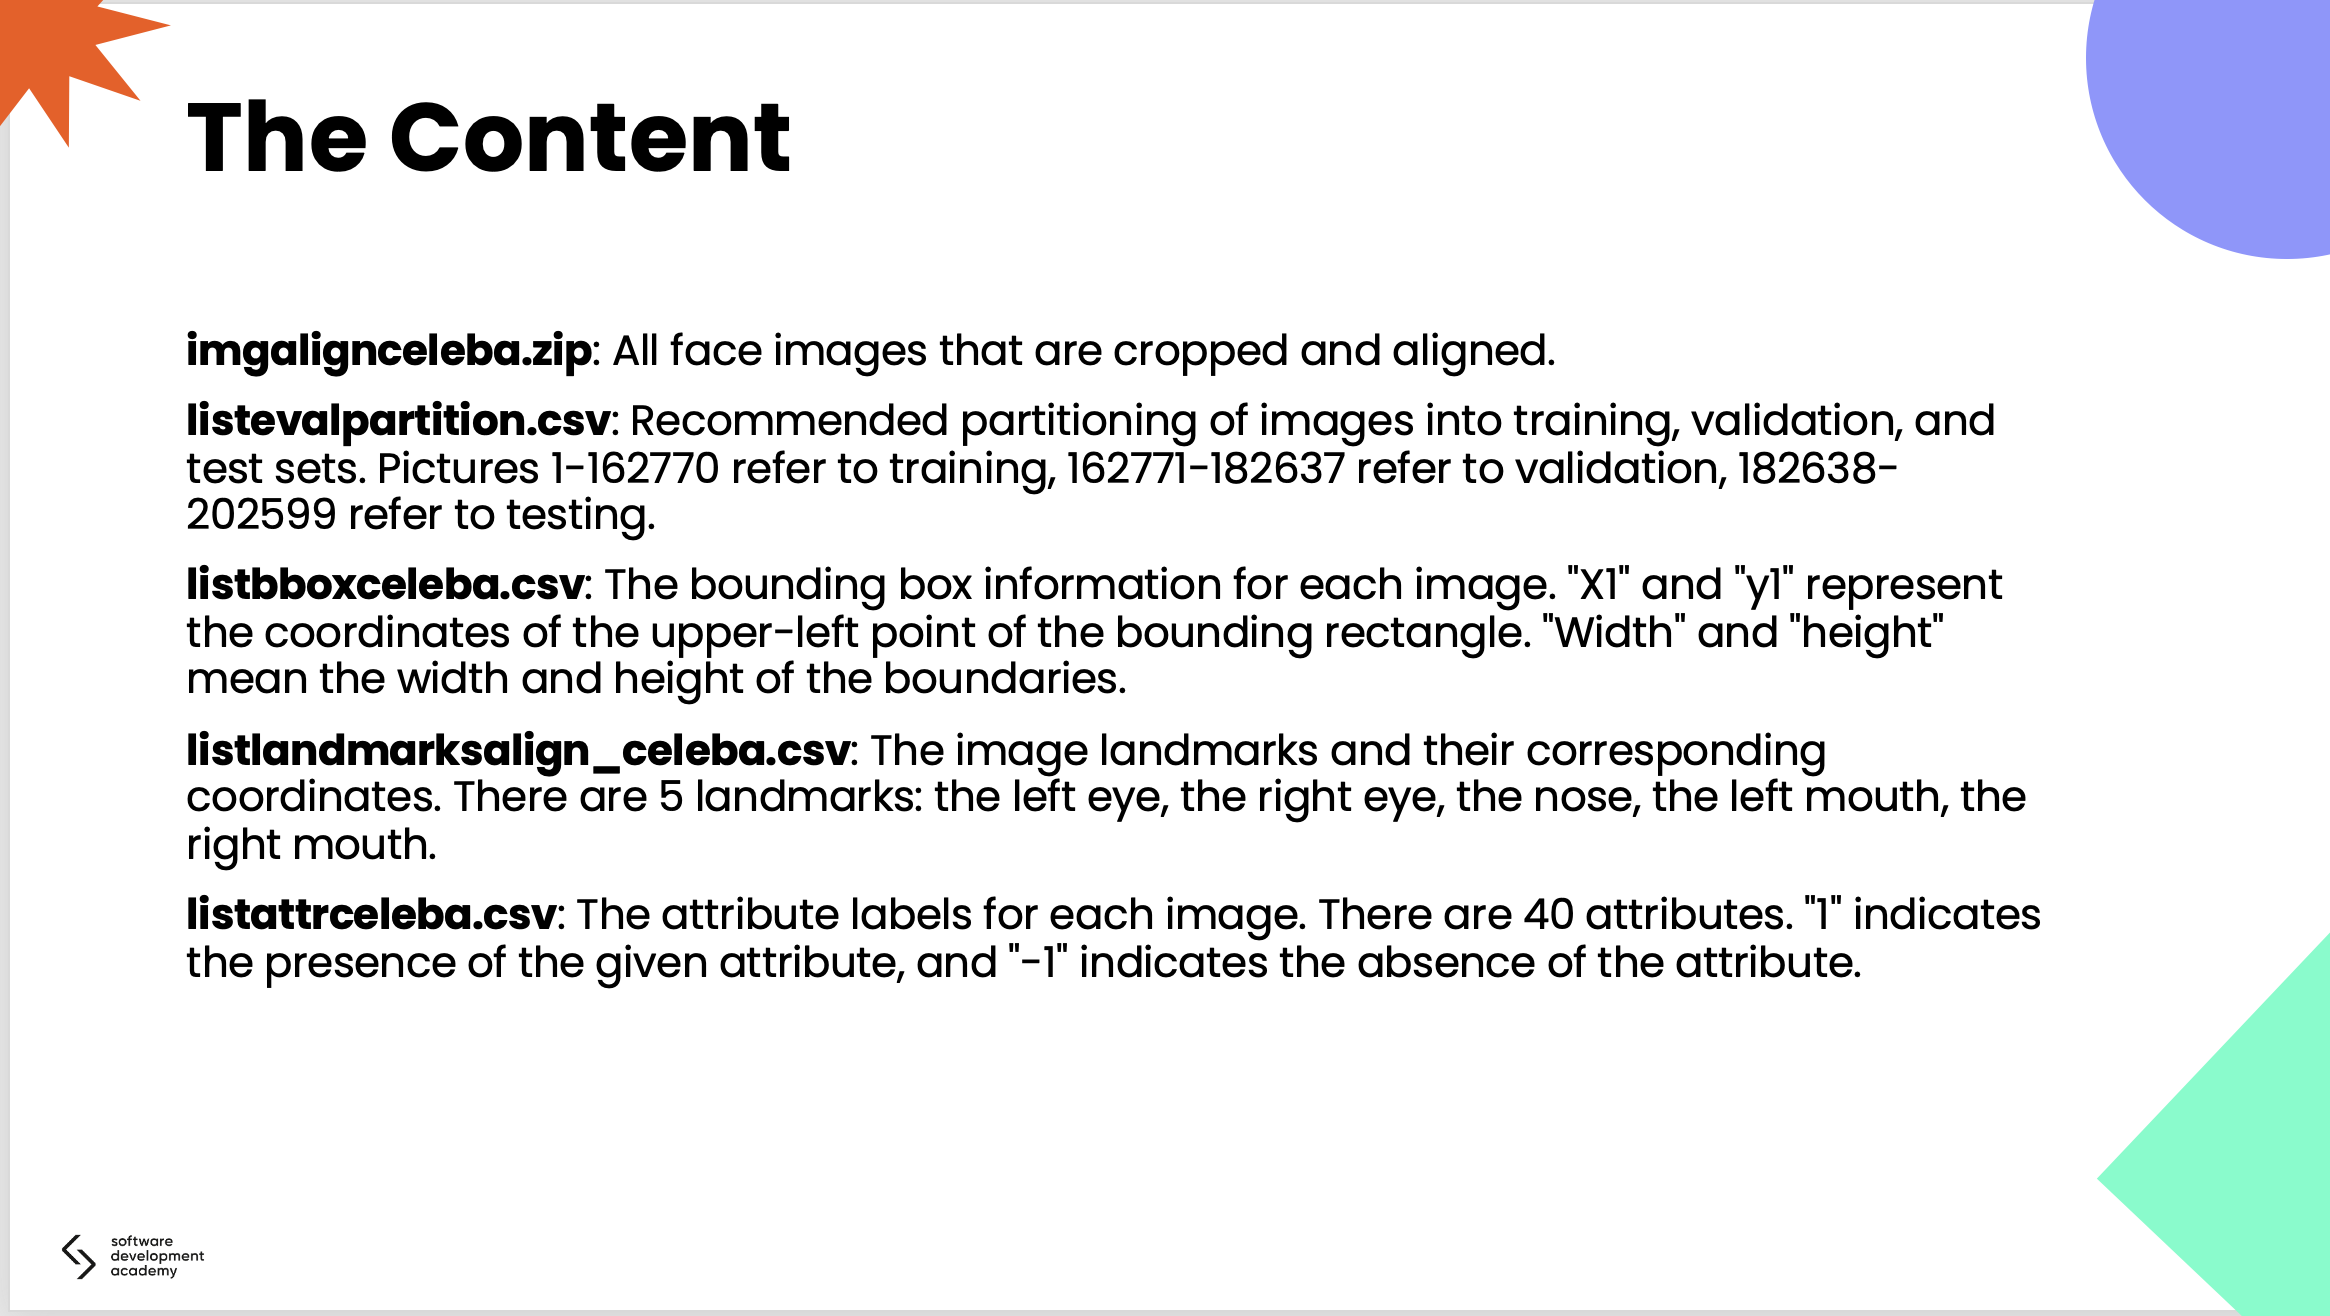 The Content
imgalignceleba.zip: All face images that are cropped and aligned.
listevalpartition.csv: Recommended partitioning of images into training, validation, and
test sets. Pictures 1-162770 refer to training, 162771-182637 refer to validation, 182638-
202599 refer to testing.
listbboxceleba.csv: The bounding box information for each image. "X1" and "y1" represent
the coordinates of the upper-left point of the bounding rectangle. "Width" and "height"
mean the width and height of the boundaries.
listlandmarksalign_celeba.csv: The image landmarks and their corresponding
coordinates. There are 5 landmarks: the left eye, the right eye, the nose, the left mouth, the
right mouth.
listattrceleba.csv: The attribute labels for each image. There are 40 attributes. "1" indicates
the presence of the given attribute, and "-1" indicates the absence of the attribute.
software
development
academy